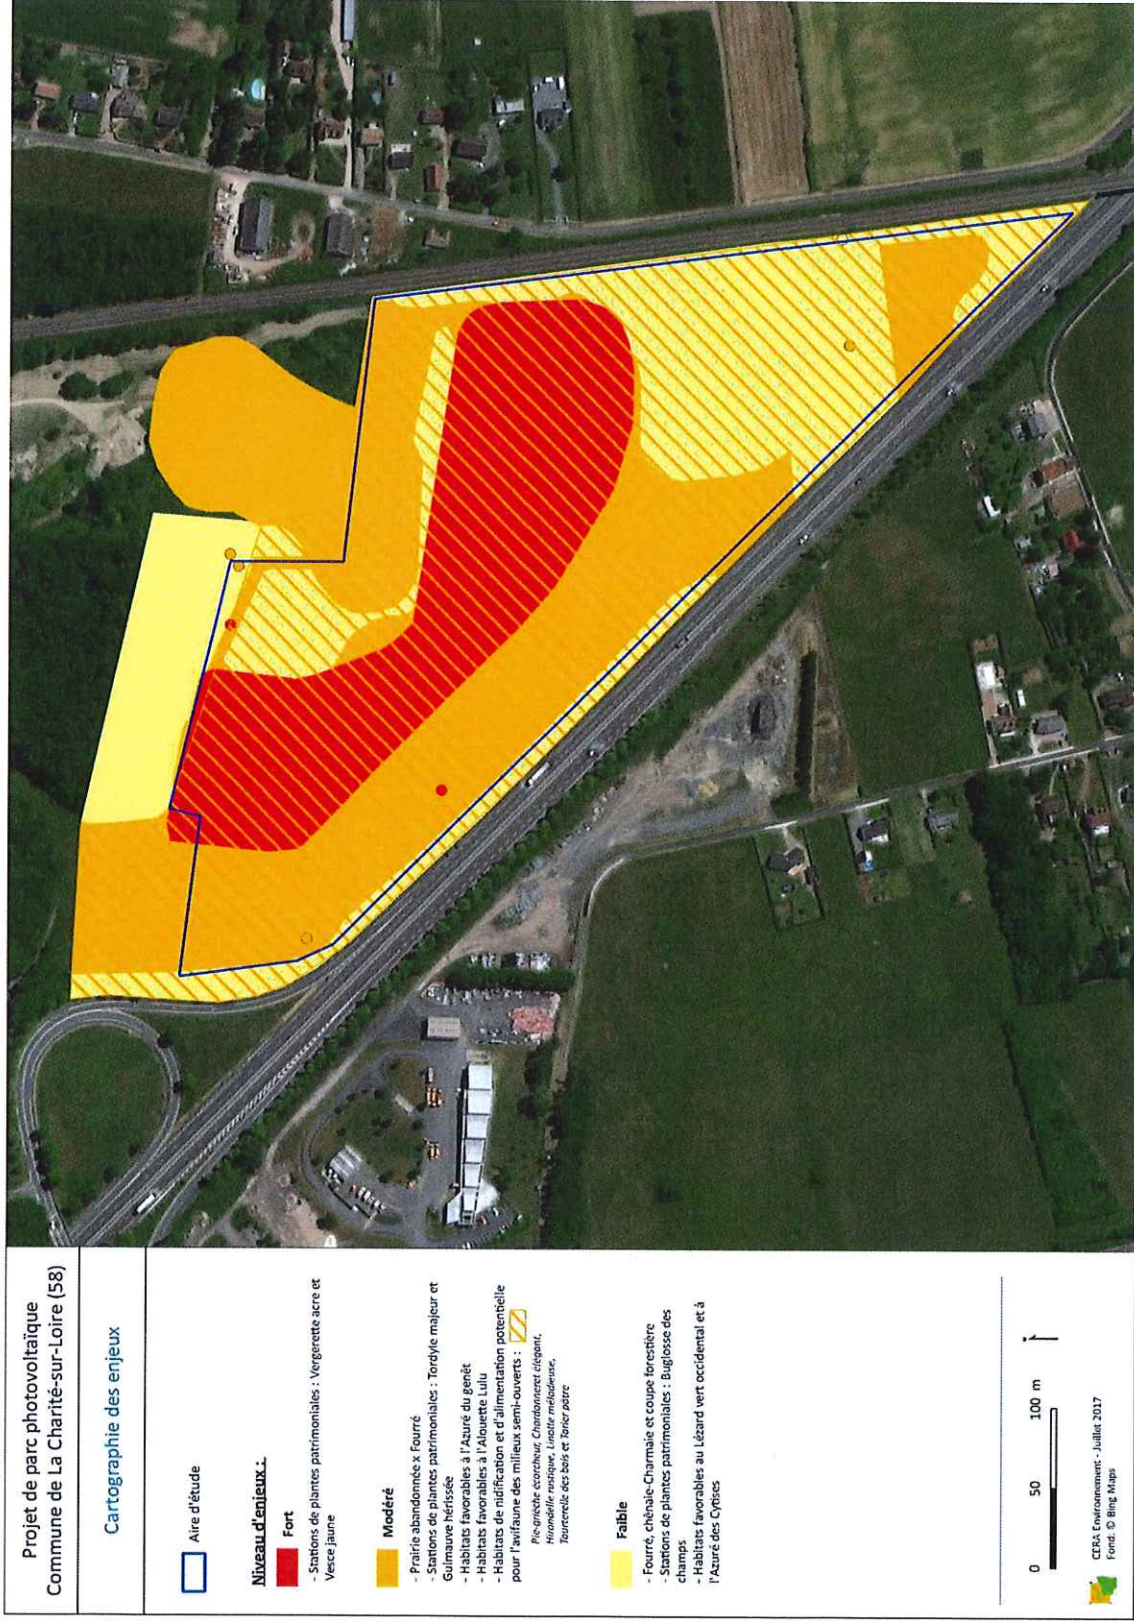 Projet de parc photovoltaïque
Commune de La Charité-sur-Loire (58)
Cartographie des enjeux
Aire d'étude
Niveau d'enjeux :
Fort
- Stations de plantes patrimoniales : Vergerette acre et
Vesce jaune
Modéré
- Prairie abandonnée x Fourré
- Stations de plantes patrimoniales : Tordyle majeur et
Guimauve hérissée
- Habitats favorables à l'Azuré du genêt
- Habitats favorables à l'Alouette Lulu
- Habitats de nidification et d'alimentation potentielle
pour l'avifaune des milieux semi-ouverts :
Pie-grièche écorcheur, Chardonneret élégant,
Hirondelle rustique, Linotte mélodieuse,
Tourterelle des bois et Tarier pâtre
Faible
- Fourré, chênaie-Charmaie et coupe forestière
- Stations de plantes patrimoniales : Buglosse des
champs
- Habitats favorables au Lézard vert occidental et à
l'Azuré des Cytises
0 50 100 m
CERA Environnement - Juillet 2017
Fond: © Bing Maps